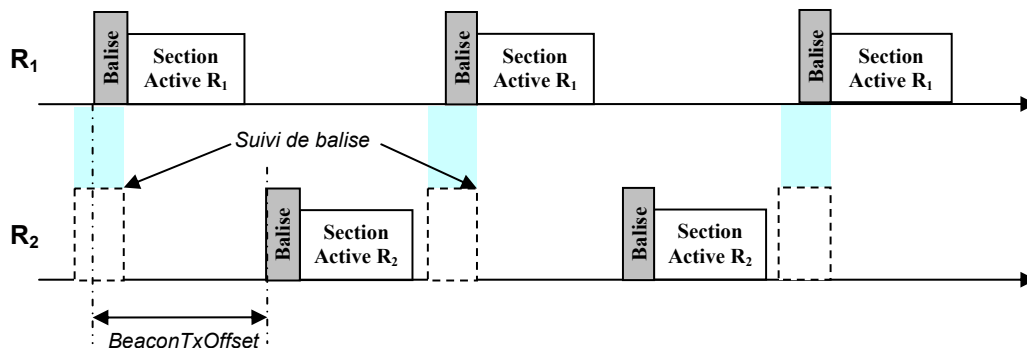 R1
Balise
Section
Active R1
Balise
Section
Active R1
Balise
Section
Active R1
Suivi de balise
R2
Balise
Section
Active R2
Balise
Section
Active R2
BeaconTxOffset